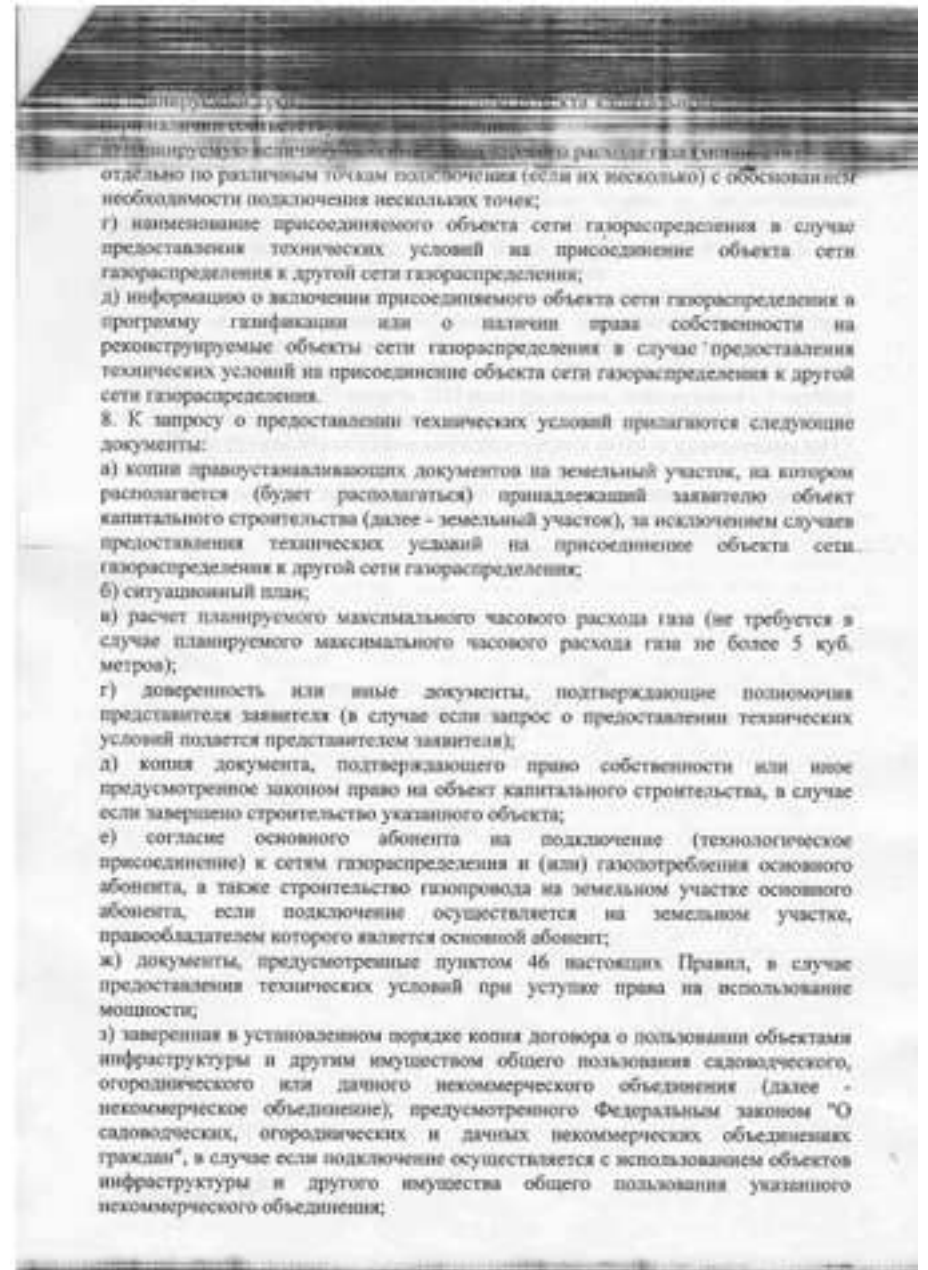 планируемую величину расхода газа
отдельно по различным точкам подключения (если их несколько) с обоснованием
необходимости подключения нескольких точек;
г) наименование присоединяемого объекта сети газораспределения в случае
предоставления технических условий на присоединение объекта сети
газораспределения к другой сети газораспределения;
д) информацию о включении присоединяемого объекта сети газораспределения в
программу газификации или о наличии права собственности на
реконструируемые объекты сети газораспределения в случае предоставления
технических условий на присоединение объекта сети газораспределения к другой
сети газораспределения.
8. К запросу о предоставлении технических условий прилагаются следующие
документы:
а) копии правоустанавливающих документов на земельный участок, на котором
располагается (будет располагаться) принадлежащий заявителю объект
капитального строительства (далее - земельный участок), за исключением случаев
предоставления технических условий на присоединение объекта сети
газораспределения к другой сети газораспределения;
б) ситуационный план;
в) расчет планируемого максимального часового расхода газа (не требуется в
случае планируемого максимального часового расхода газа не более 5 куб.
метров);
г) доверенность или иные документы, подтверждающие полномочия
представителя заявителя (в случае если запрос о предоставлении технических
условий подается представителем заявителя);
д) копия документа, подтверждающего право собственности или иное
предусмотренное законом право на объект капитального строительства, в случае
если завершено строительство указанного объекта;
е) согласие основного абонента на подключение (технологическое
присоединение) к сетям газораспределения и (или) газопотребления основного
абонента, а также строительство газопровода на земельном участке основного
абонента, если подключение осуществляется на земельном участке,
правообладателем которого является основной абонент;
ж) документы, предусмотренные пунктом 46 настоящих Правил, в случае
предоставления технических условий при уступке права на использование
мощности;
з) заверенная в установленном порядке копия договора о пользовании объектами
инфраструктуры и другим имуществом общего пользования садоводческого,
огороднического или дачного некоммерческого объединения (далее -
некоммерческое объединение), предусмотренного Федеральным законом "О
садоводческих, огороднических и дачных некоммерческих объединениях
граждан", в случае если подключение осуществляется с использованием объектов
инфраструктуры и другого имущества общего пользования указанного
некоммерческого объединения;